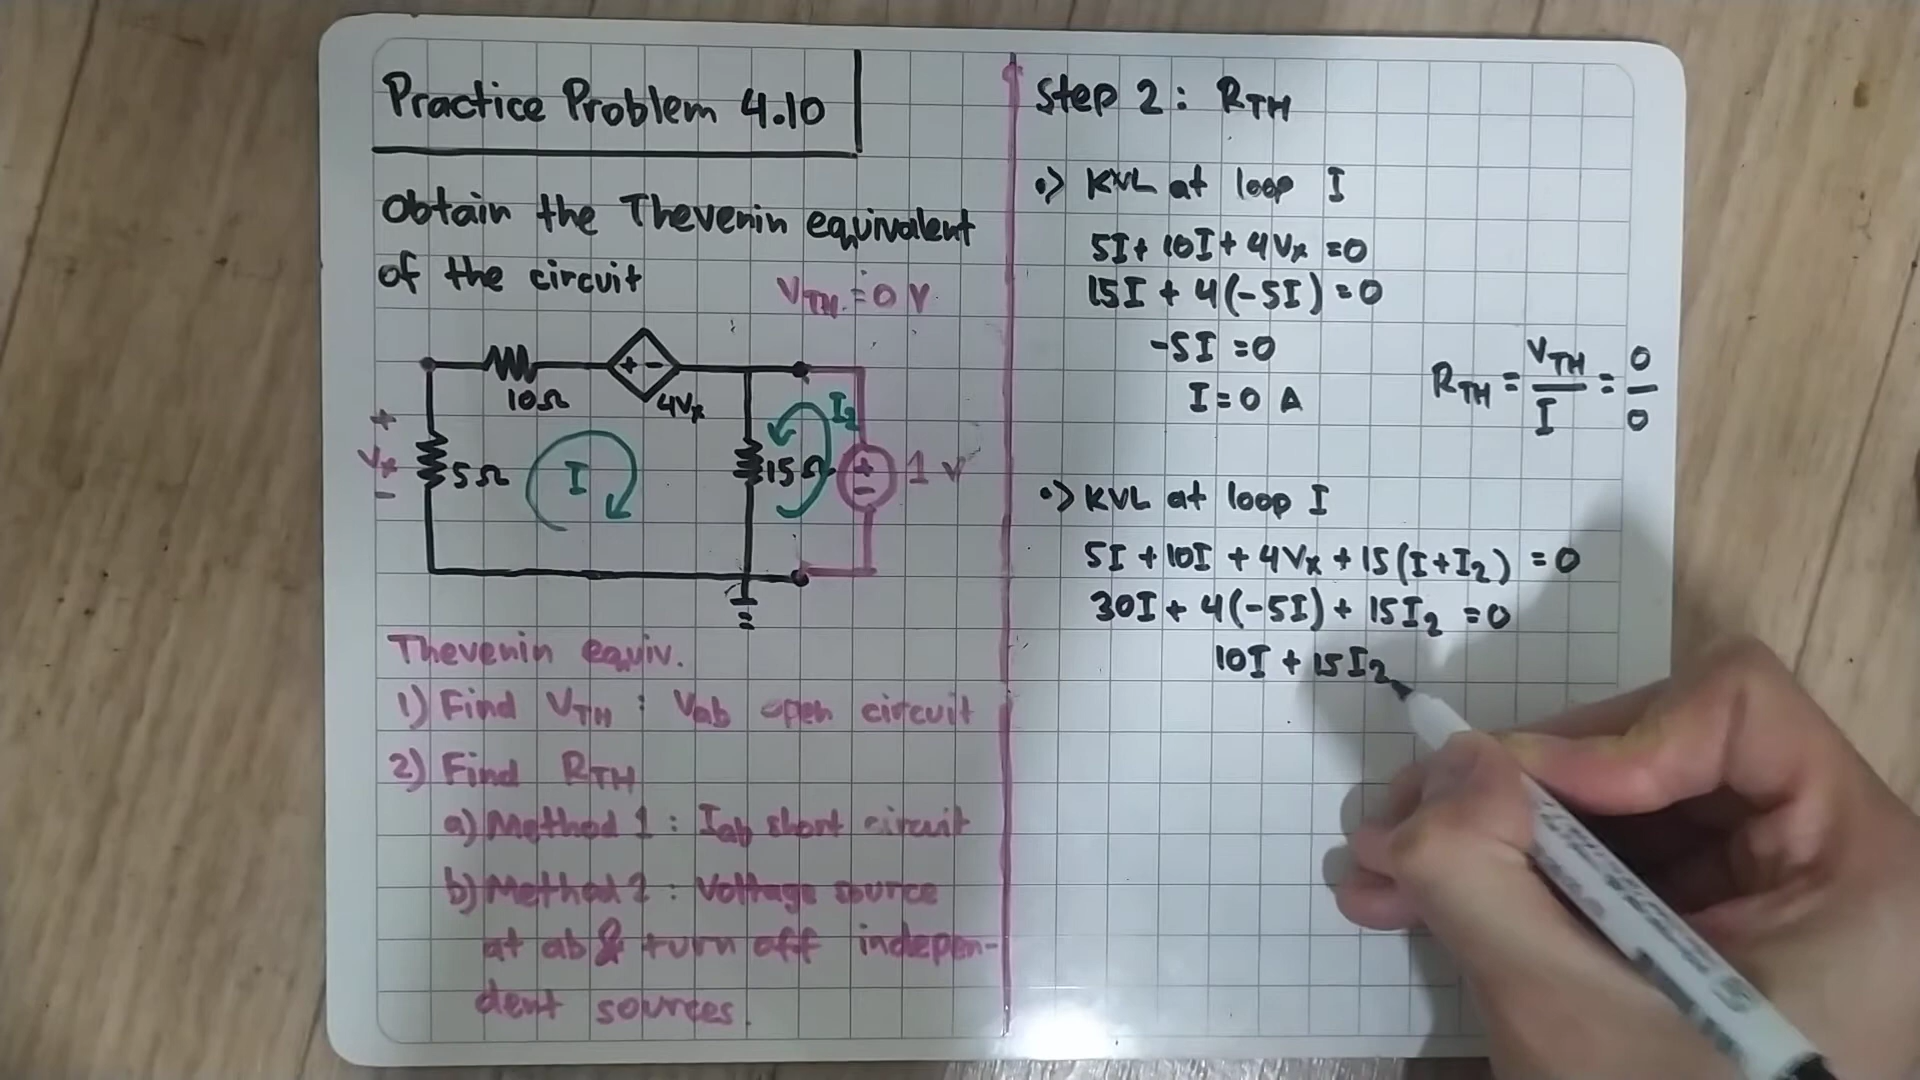 Practice Problem 4.10
Obtain the Thevenin equivalent
of the circuit
VTH = 0 V
10Ω
+ -
4Vx
+
Vx
-
5Ω
I
15Ω
I2
+
-
1 V
Thevenin equiv.
1) Find VTH : Vab open circuit
2) Find RTH
a) Method 1 : Iab short circuit
b) Method 2 : Voltage source
at ab & turn off indepen-
dent sources.
Step 2 : RTH
•> KVL at loop I
5I + 10I + 4Vx = 0
15I + 4(-5I) = 0
-5I = 0
I = 0 A
RTH = VTH/I = 0/0
•> KVL at loop I
5I + 10I + 4Vx + 15(I+I2) = 0
30I + 4(-5I) + 15I2 = 0
10I + 15I2